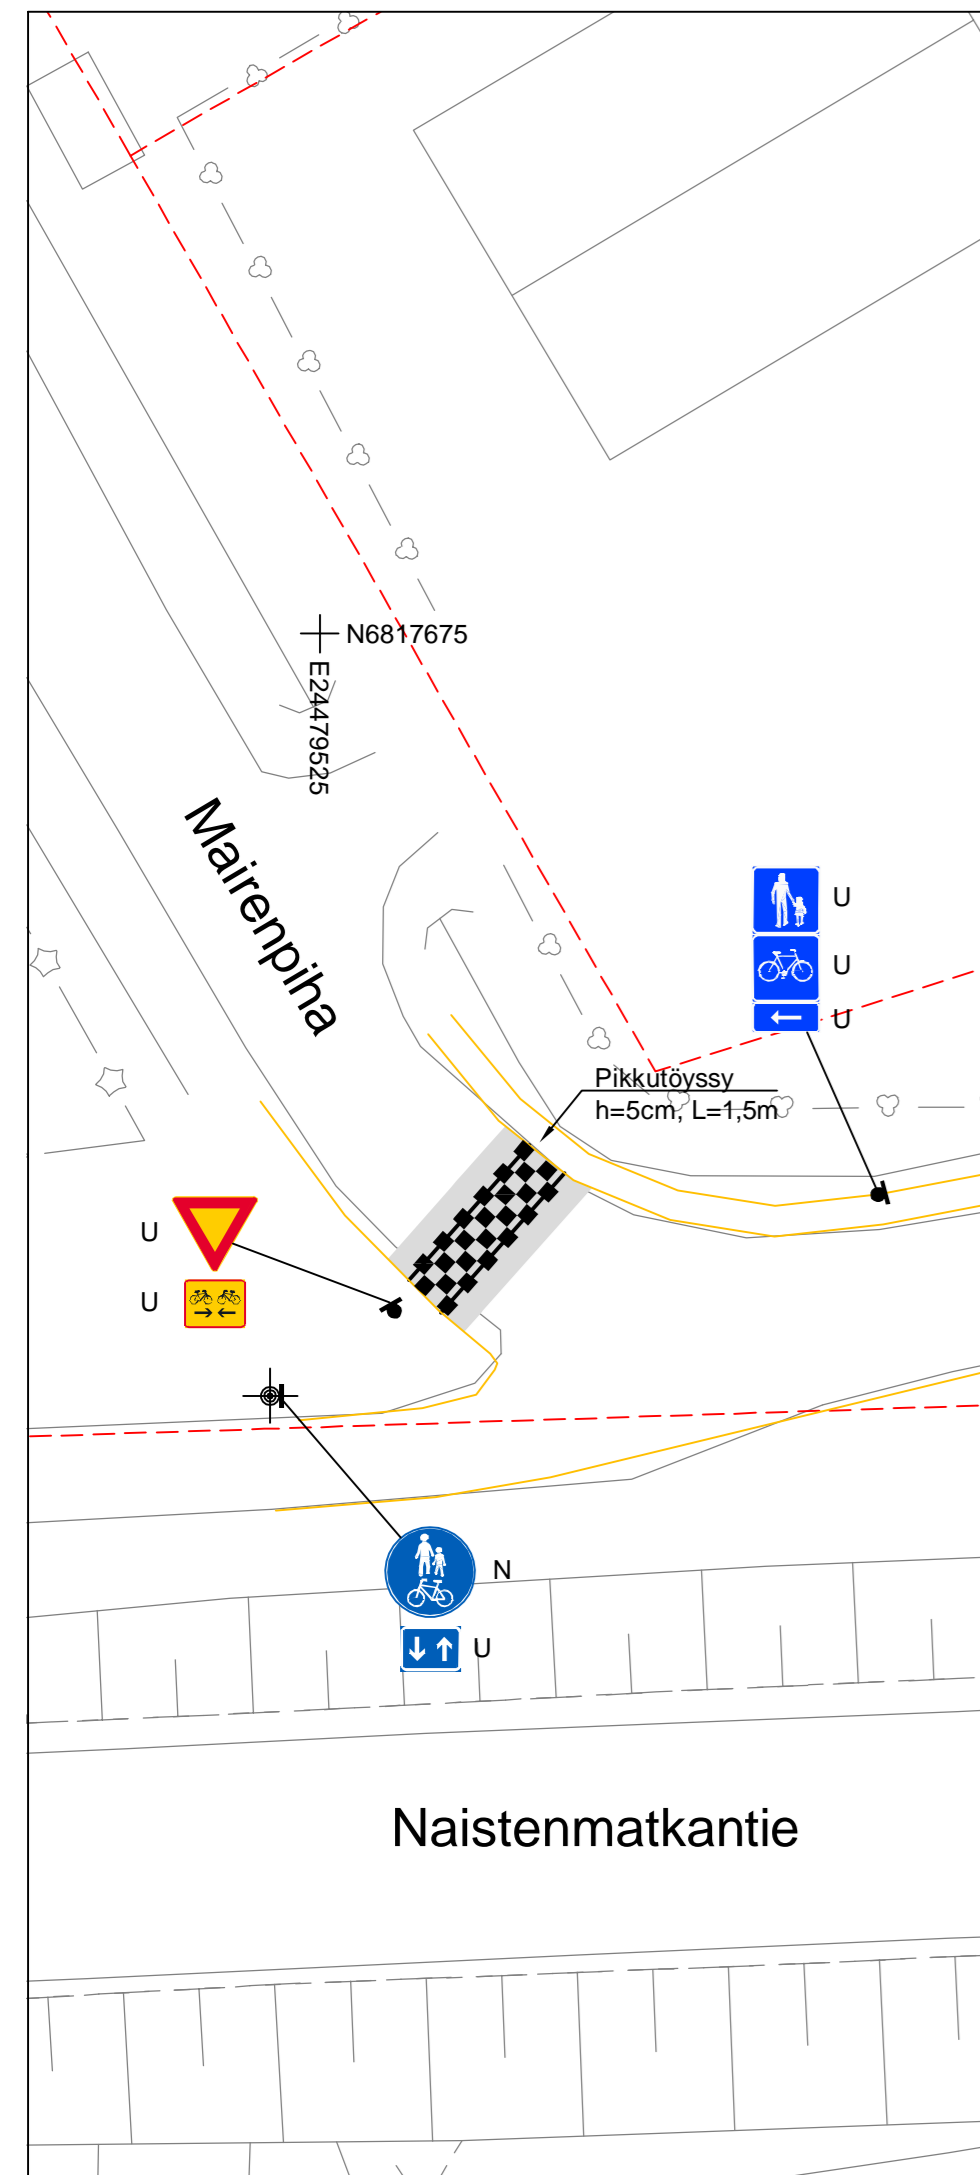 N6817675
E24479525
Mairenpiha
U
U
U
Pikkutöyssy
h=5cm, L=1,5m
U
U
N
U
Naistenmatkantie